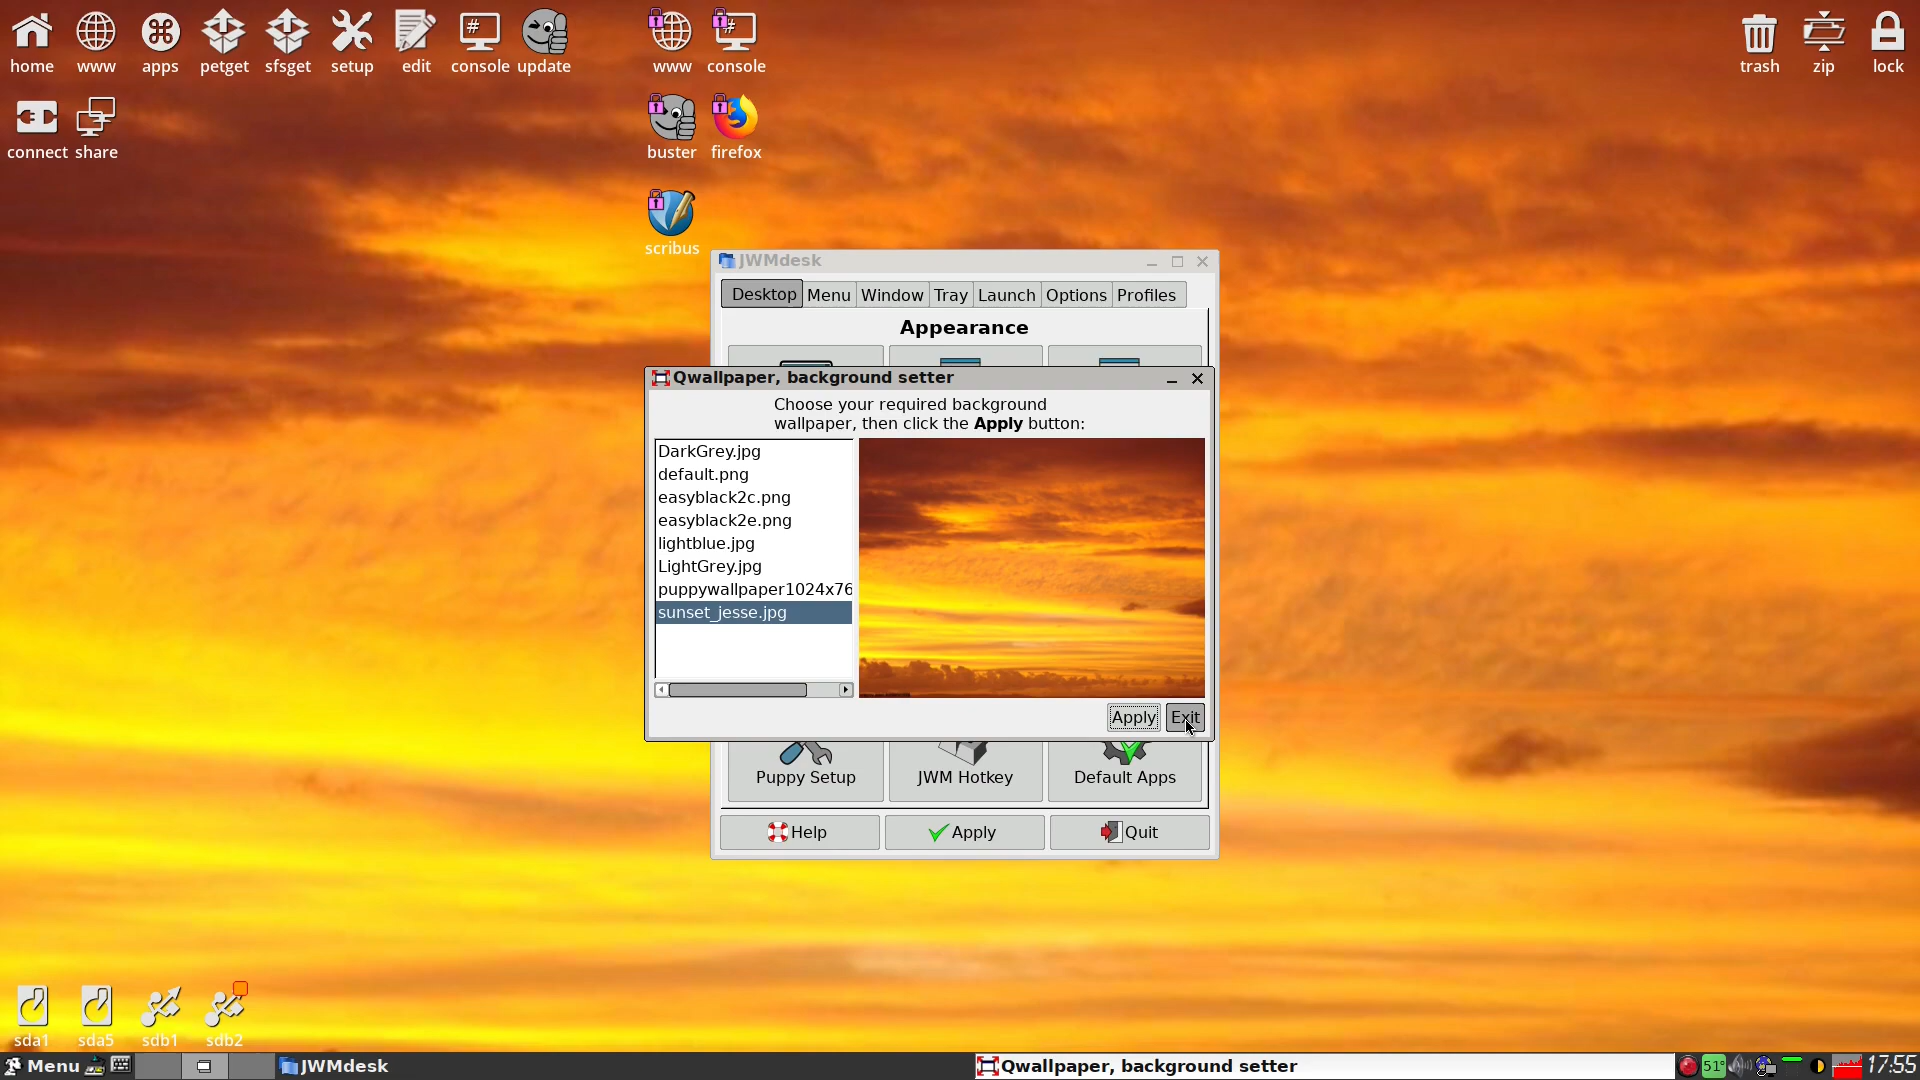 home www apps petget sfsget setup edit console update www console trash zip lock
connect share buster firefox
scribus
JWMdesk
Desktop Menu Window Tray Launch Options Profiles
Appearance
Qwallpaper, background setter
Choose your required background
wallpaper, then click the Apply button:
DarkGrey.jpg
default.png
easyblack2c.png
easyblack2e.png
lightblue.jpg
LightGrey.jpg
puppywallpaper1024x76
sunset_jesse.jpg
Apply Exit
Puppy Setup JWM Hotkey Default Apps
Help Apply Quit
sda1 sda5 sdb1 sdb2
Menu JWMdesk Qwallpaper, background setter 51° 17:55